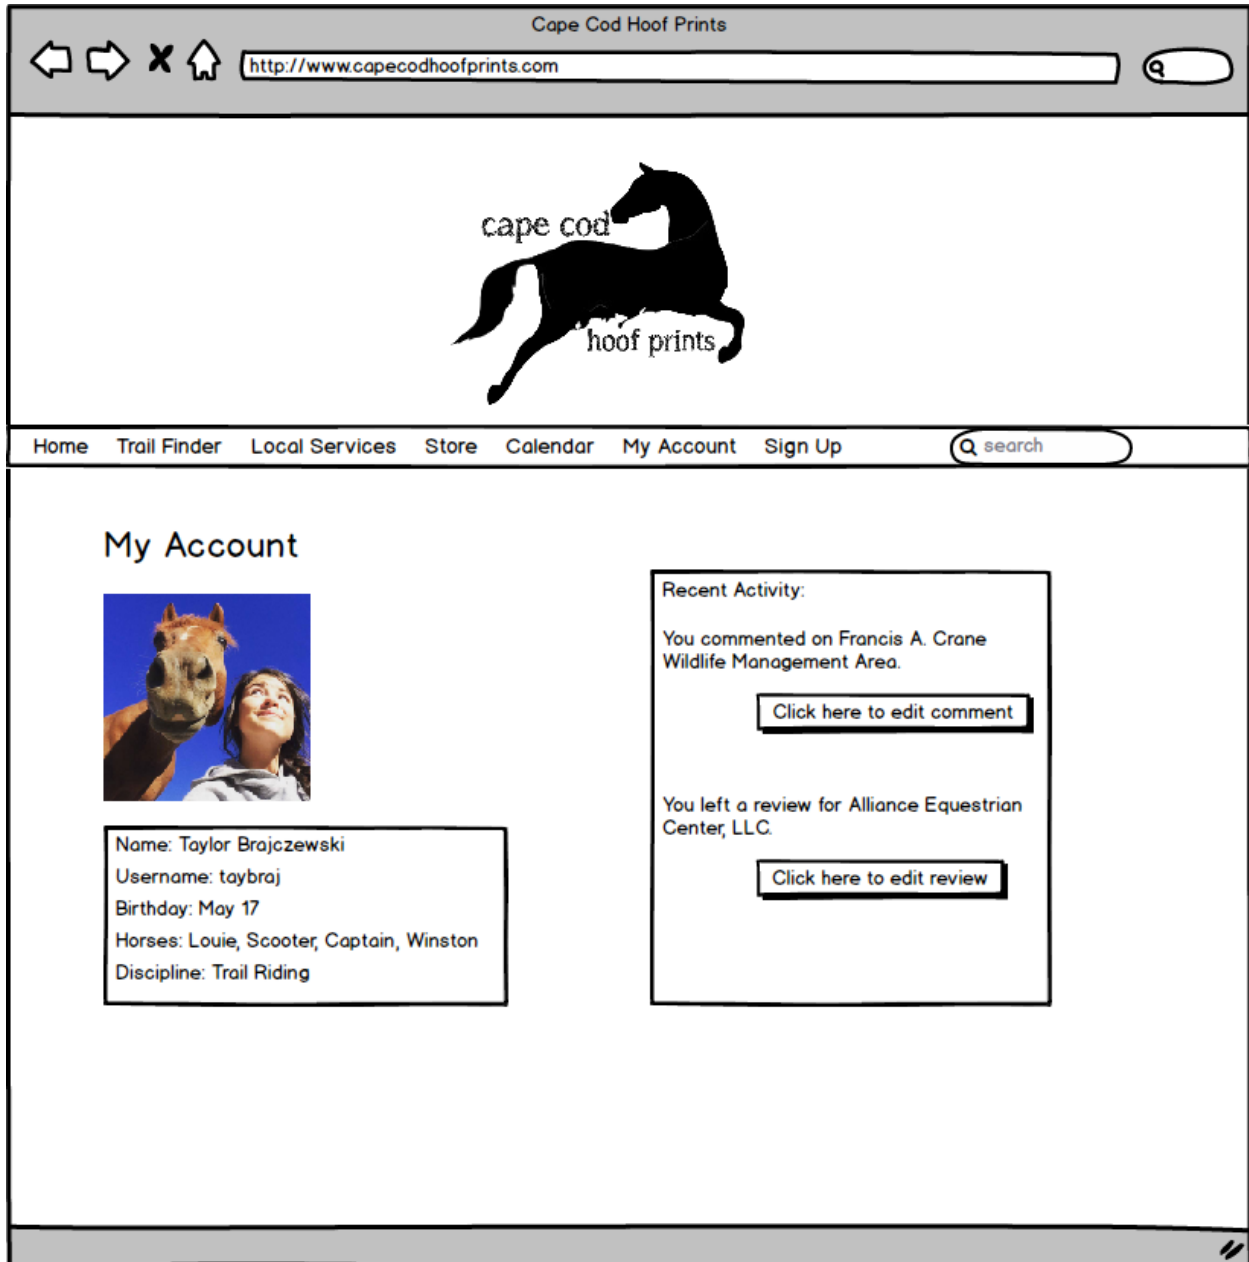 Cape Cod Hoof Prints
http://www.capecodhoofprints.com
cape cod
hoof prints
Home Trail Finder Local Services Store Calendar My Account Sign Up search
My Account
Name: Taylor Brajczewski
Username: taybraj
Birthday: May 17
Horses: Louie, Scooter, Captain, Winston
Discipline: Trail Riding
Recent Activity:
You commented on Francis A. Crane
Wildlife Management Area.
Click here to edit comment
You left a review for Alliance Equestrian
Center, LLC.
Click here to edit review